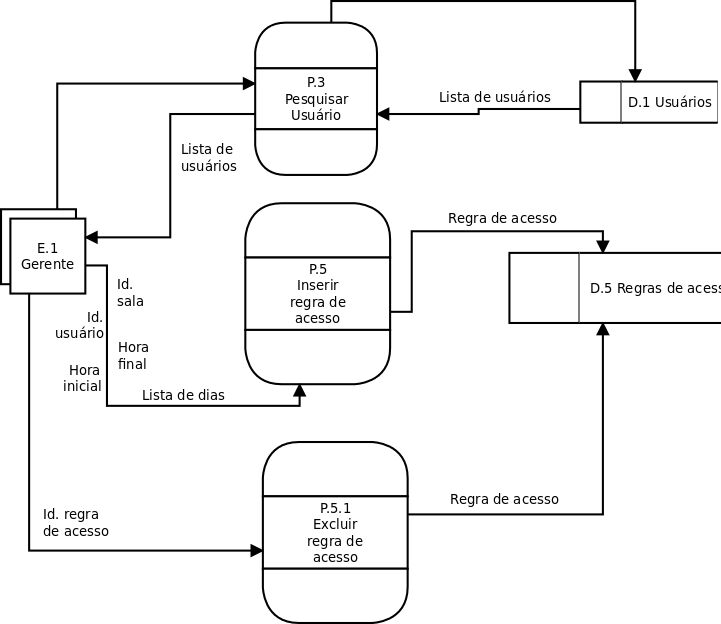 P.3
Pesquisar
Usuário
Lista de usuários
D.1 Usuários
Lista de
usuários
E.1
Gerente
Regra de acesso
P.5
Inserir
regra de
acesso
D.5 Regras de acess
Id.
sala
Id.
usuário
Hora
final
Hora
inicial
Lista de dias
Regra de acesso
P.5.1
Excluir
regra de
acesso
Id. regra
de acesso